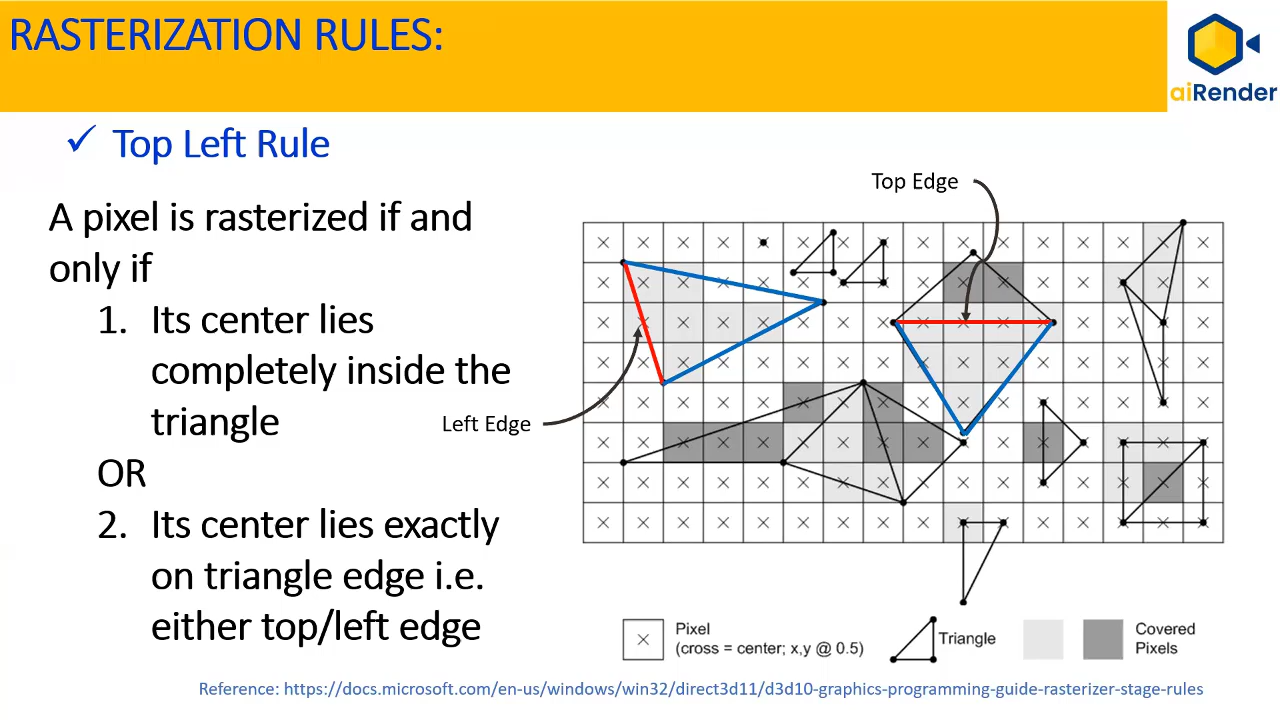 RASTERIZATION RULES:
aiRender
✓ Top Left Rule
A pixel is rasterized if and
only if
1. Its center lies
completely inside the
triangle
OR
2. Its center lies exactly
on triangle edge i.e.
either top/left edge
Top Edge
Left Edge
Pixel
(cross = center; x,y @ 0.5)
Triangle
Covered
Pixels
Reference: https://docs.microsoft.com/en-us/windows/win32/direct3d11/d3d10-graphics-programming-guide-rasterizer-stage-rules